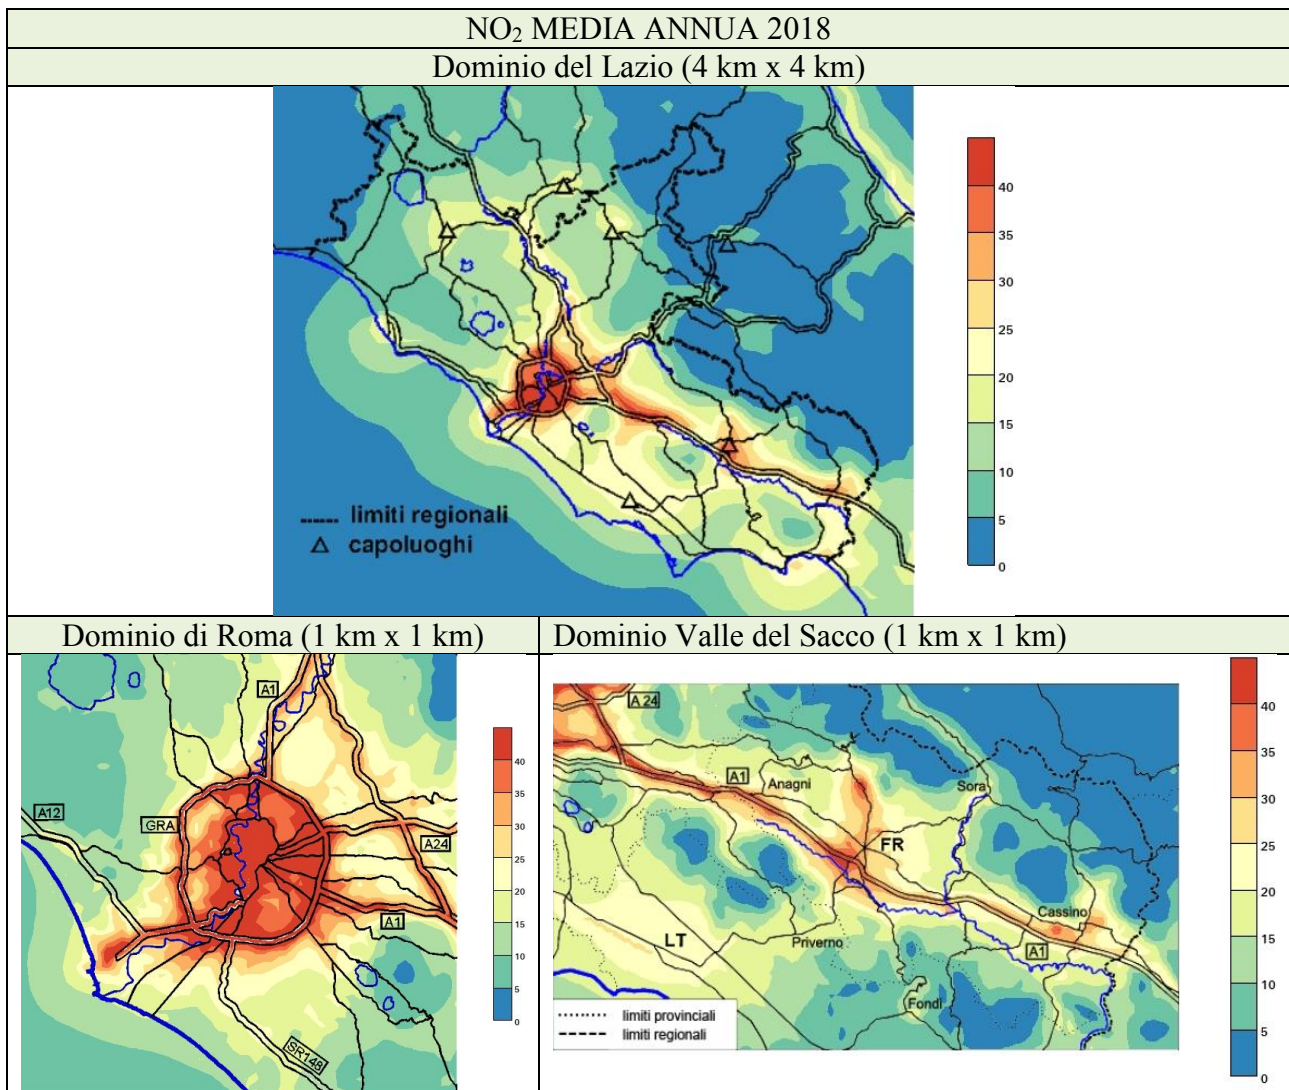 NO₂ MEDIA ANNUA 2018
Dominio del Lazio (4 km x 4 km)
40
35
30
25
20
15
10
5
0
limiti regionali
capoluoghi
Dominio di Roma (1 km x 1 km)
Dominio Valle del Sacco (1 km x 1 km)
A1
A12
GRA
A24
A1
SR148
40
35
30
25
20
15
10
5
0
A 24
A1
Anagni
Sora
FR
Cassino
LT
Priverno
A1
Fondi
limiti provinciali
limiti regionali
40
35
30
25
20
15
10
5
0